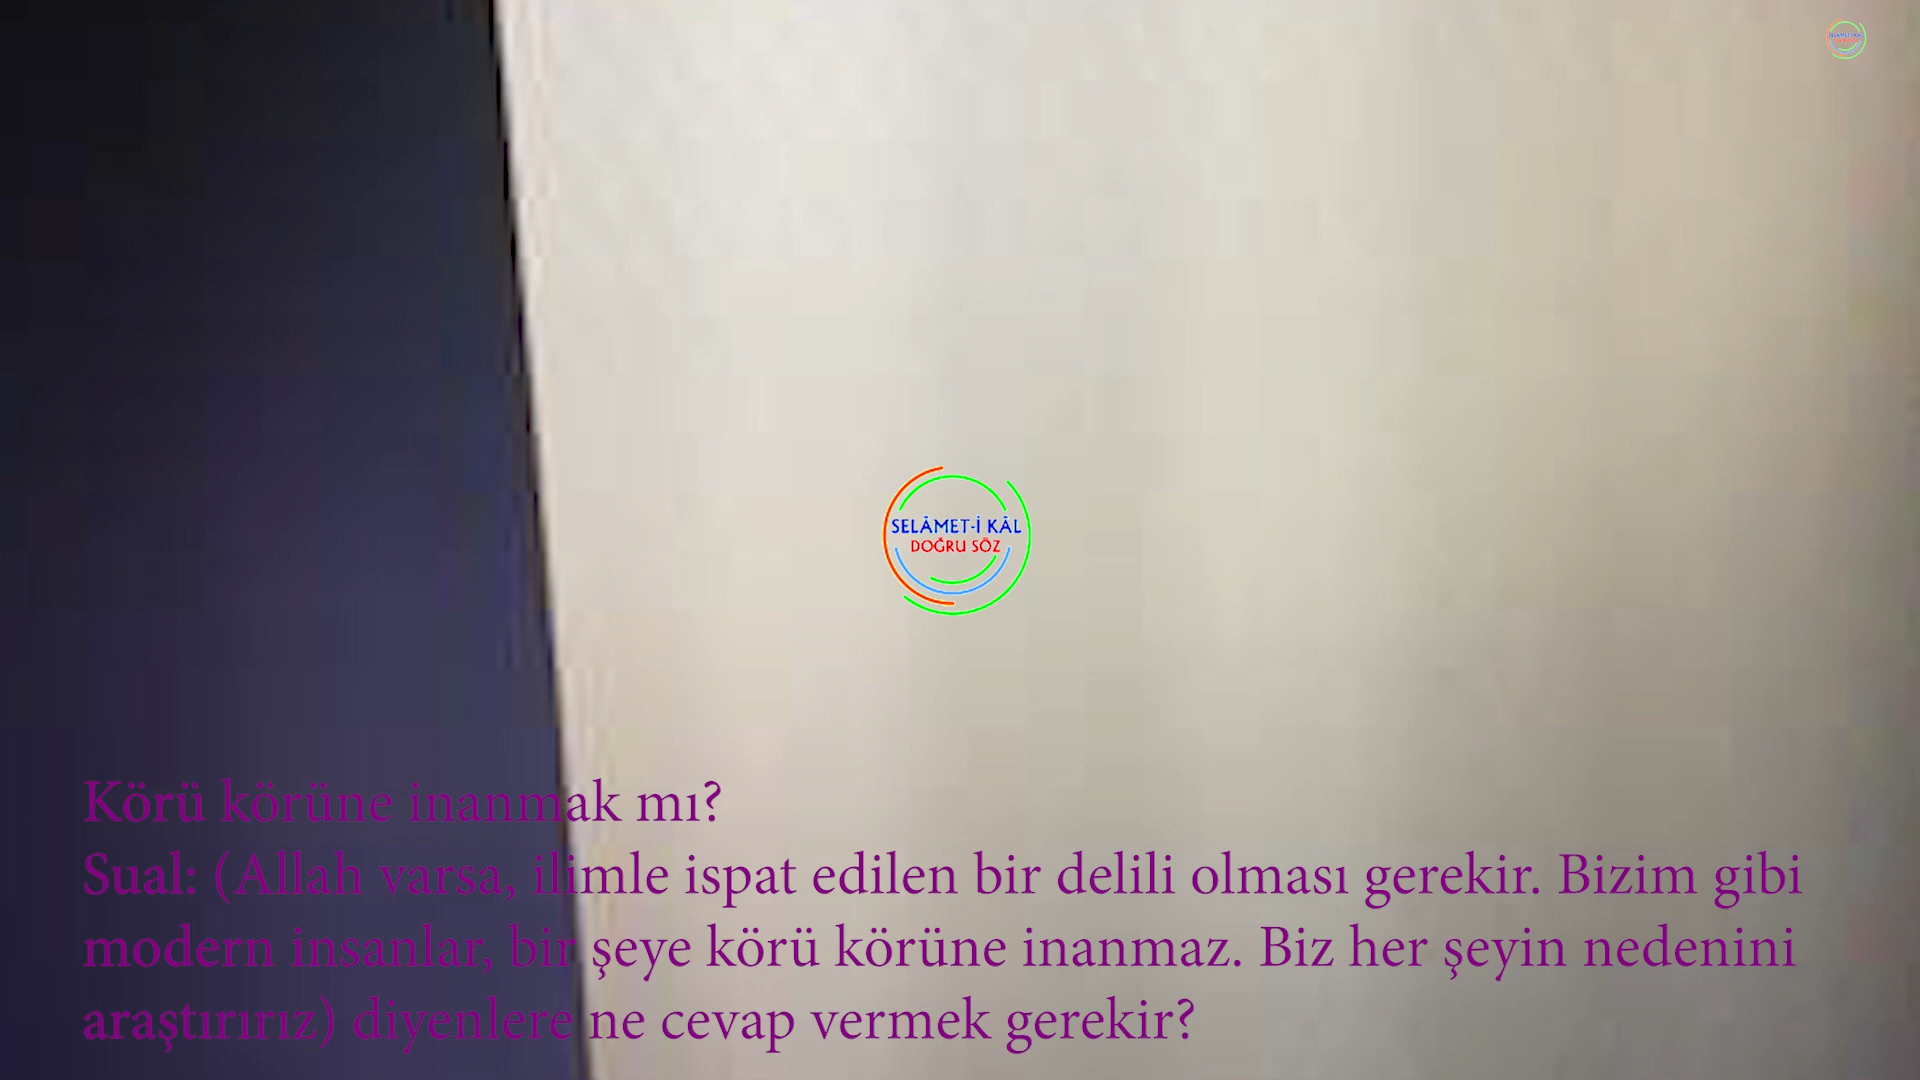 SELÂMET-İ KÂL
DOĞRU SÖZ
Körü körüne inanmak mı?
Sual: (Allah varsa, ilimle ispat edilen bir delili olması gerekir. Bizim gibi
modern insanlar, bir şeye körü körüne inanmaz. Biz her şeyin nedenini
araştırırız) diyenlere ne cevap vermek gerekir?